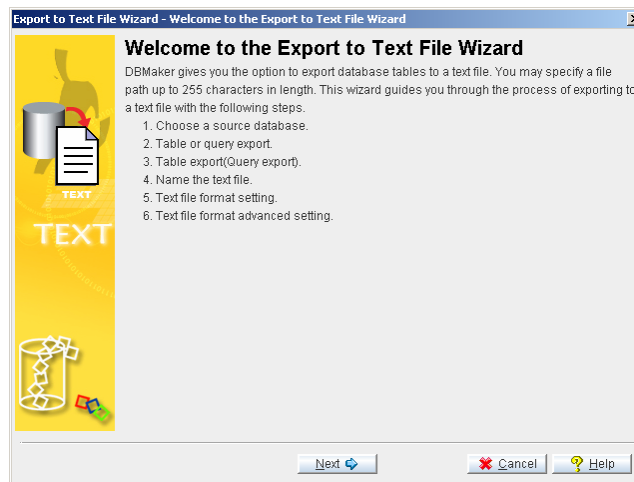 Export to Text File Wizard - Welcome to the Export to Text File Wizard
Welcome to the Export to Text File Wizard
DBMaker gives you the option to export database tables to a text file. You may specify a file
path up to 255 characters in length. This wizard guides you through the process of exporting to
a text file with the following steps.
1. Choose a source database.
2. Table or query export.
3. Table export(Query export).
4. Name the text file.
5. Text file format setting.
6. Text file format advanced setting.
TEXT
TEXT
Next
Cancel
Help